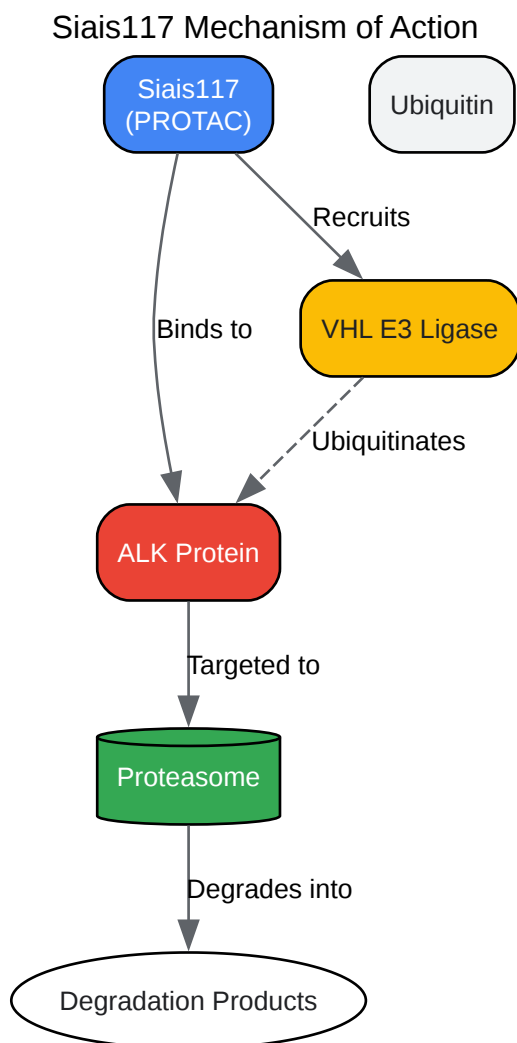 Siais117 Mechanism of Action
Siais117
(PROTAC)
Ubiquitin
Recruits
VHL E3 Ligase
Binds to
Ubiquitinates
ALK Protein
Targeted to
Proteasome
Degrades into
Degradation Products